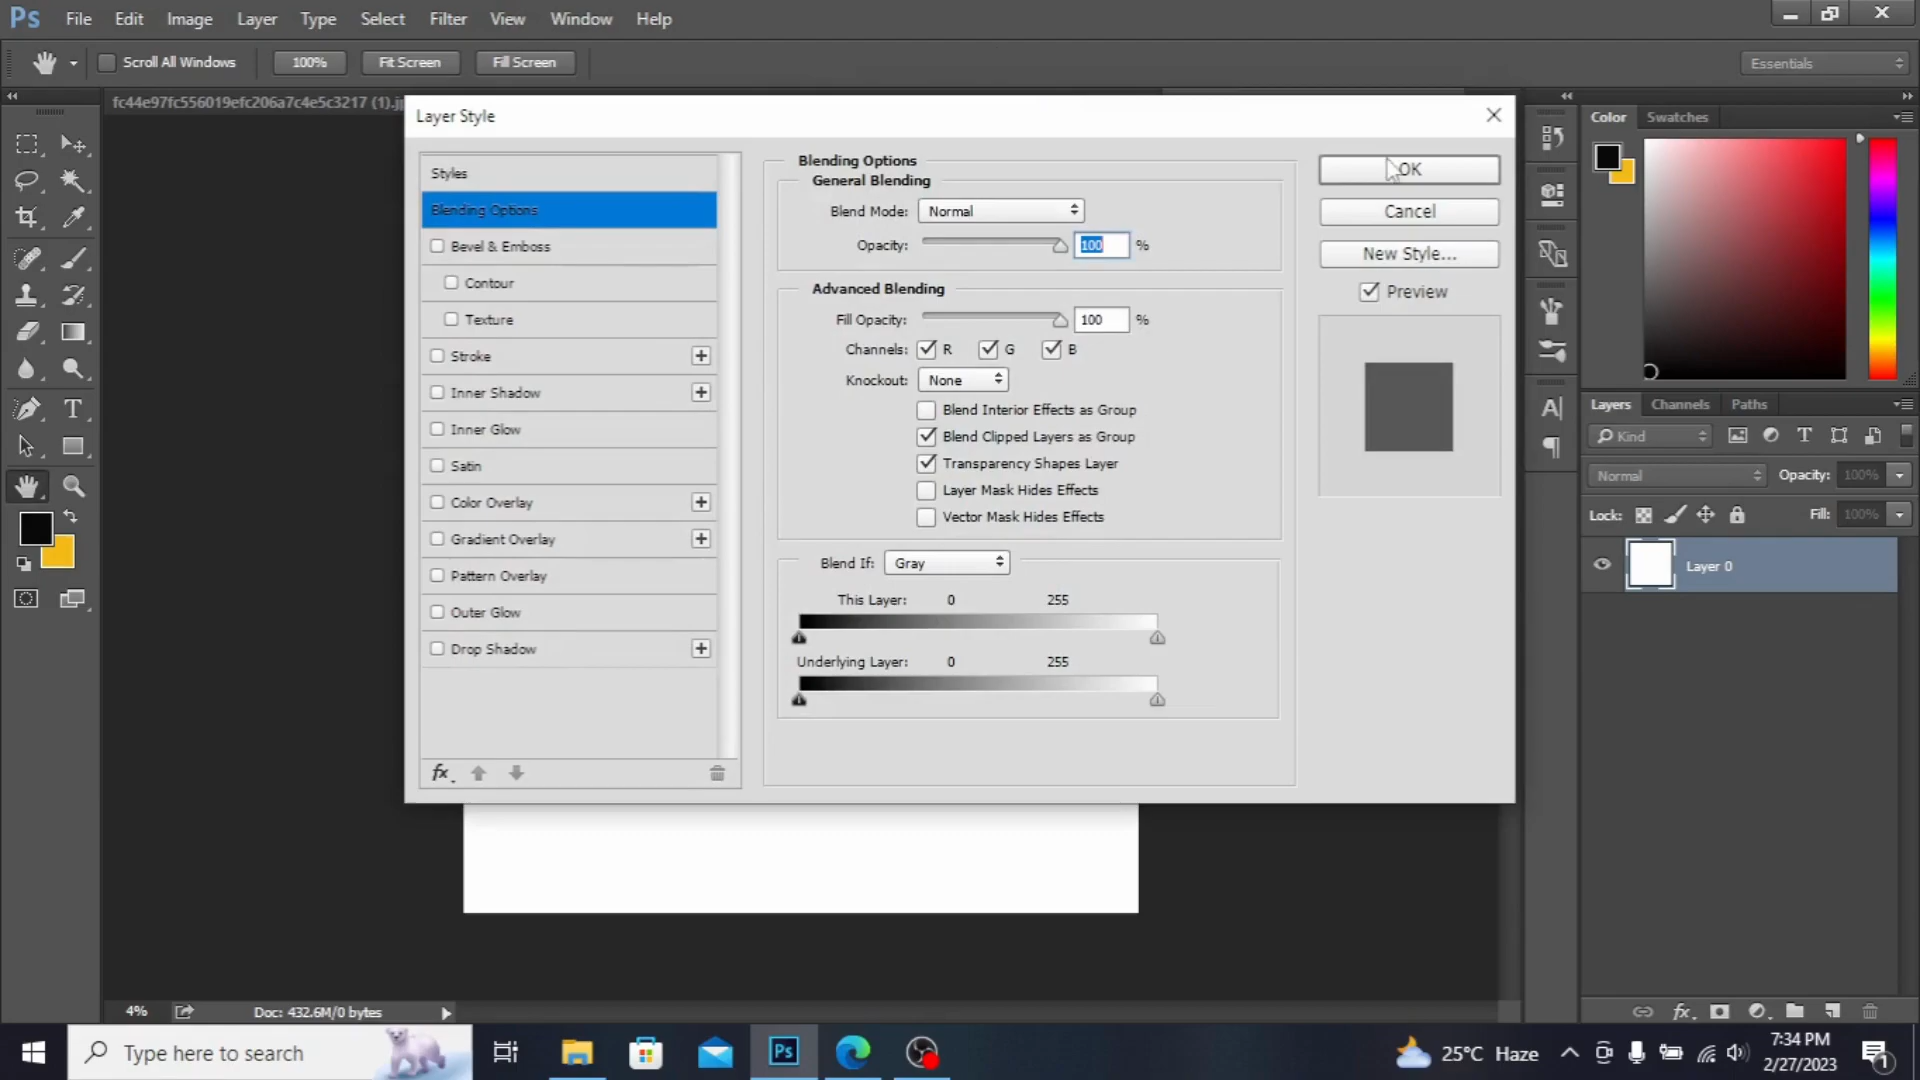 Ps File Edit Image Layer Type Select Filter View Window Help
Scroll All Windows 100% Fit Screen Fill Screen Essentials
fc44e97fc556019efc206a7c4e5c3217 (1).j
Layer Style
Styles
Blending Options
Bevel & Emboss
Contour
Texture
Stroke
Inner Shadow
Inner Glow
Satin
Color Overlay
Gradient Overlay
Pattern Overlay
Outer Glow
Drop Shadow
fx
Blending Options
General Blending
Blend Mode: Normal
Opacity: 100 %
Advanced Blending
Fill Opacity: 100 %
Channels: R G B
Knockout: None
Blend Interior Effects as Group
Blend Clipped Layers as Group
Transparency Shapes Layer
Layer Mask Hides Effects
Vector Mask Hides Effects
Blend If: Gray
This Layer: 0 255
Underlying Layer: 0 255
OK
Cancel
New Style...
Preview
Color Swatches
Layers Channels Paths
Kind
Normal Opacity: 100%
Lock: Fill: 100%
Layer 0
fx
4% Doc: 432.6M/0 bytes
Type here to search
Ps
25°C Haze
7:34 PM
2/27/2023
1